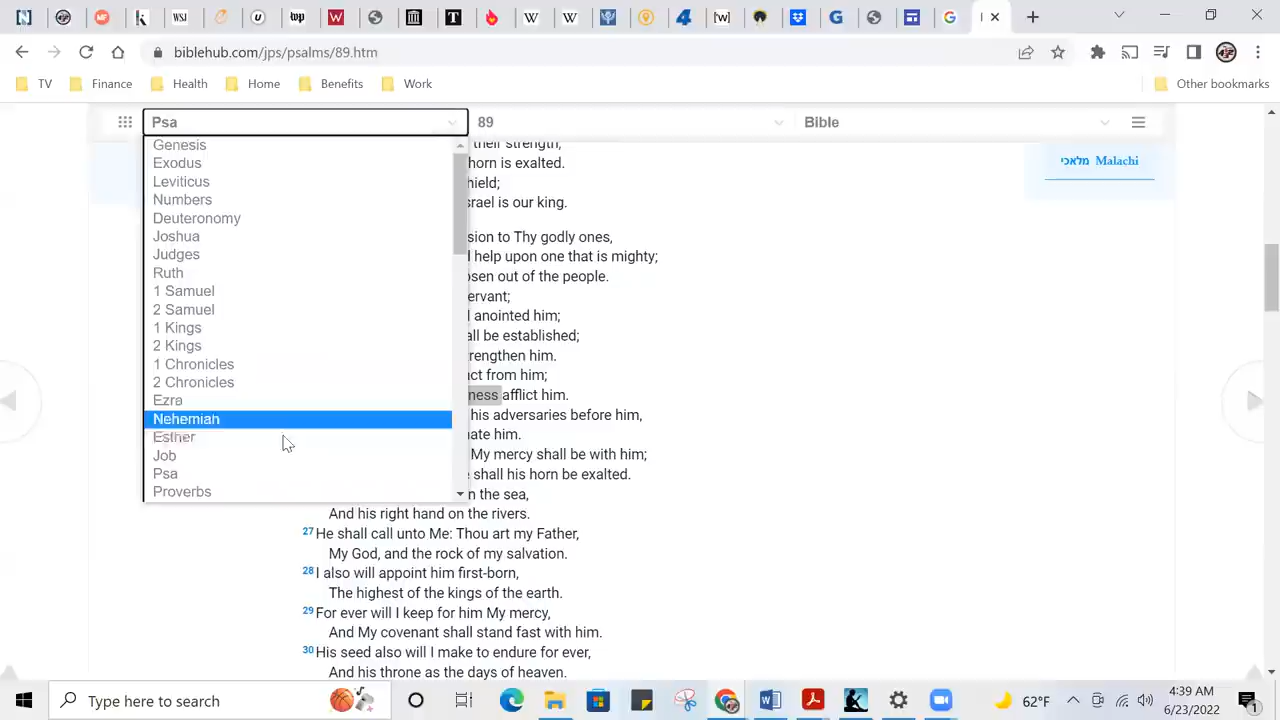 biblehub.com/jps/psalms/89.htm
TV Finance Health Home Benefits Work Other bookmarks
Psa 89 Bible
Genesis
Exodus
Leviticus
Numbers
Deuteronomy
Joshua
Judges
Ruth
1 Samuel
2 Samuel
1 Kings
2 Kings
1 Chronicles
2 Chronicles
Ezra
Nehemiah
Esther
Job
Psa
Proverbs
their strength;
horn is exalted.
hield;
srael is our king.
sion to Thy godly ones,
help upon one that is mighty;
osen out of the people.
ervant;
I anointed him;
all be established;
rengthen him.
ct from him;
ness afflict him.
his adversaries before him,
ate him.
My mercy shall be with him;
shall his horn be exalted.
n the sea,
And his right hand on the rivers.
27 He shall call unto Me: Thou art my Father,
My God, and the rock of my salvation.
28 I also will appoint him first-born,
The highest of the kings of the earth.
29 For ever will I keep for him My mercy,
And My covenant shall stand fast with him.
30 His seed also will I make to endure for ever,
And his throne as the days of heaven.
מלאכי Malachi
Type here to search
62°F
4:39 AM
6/23/2022
1